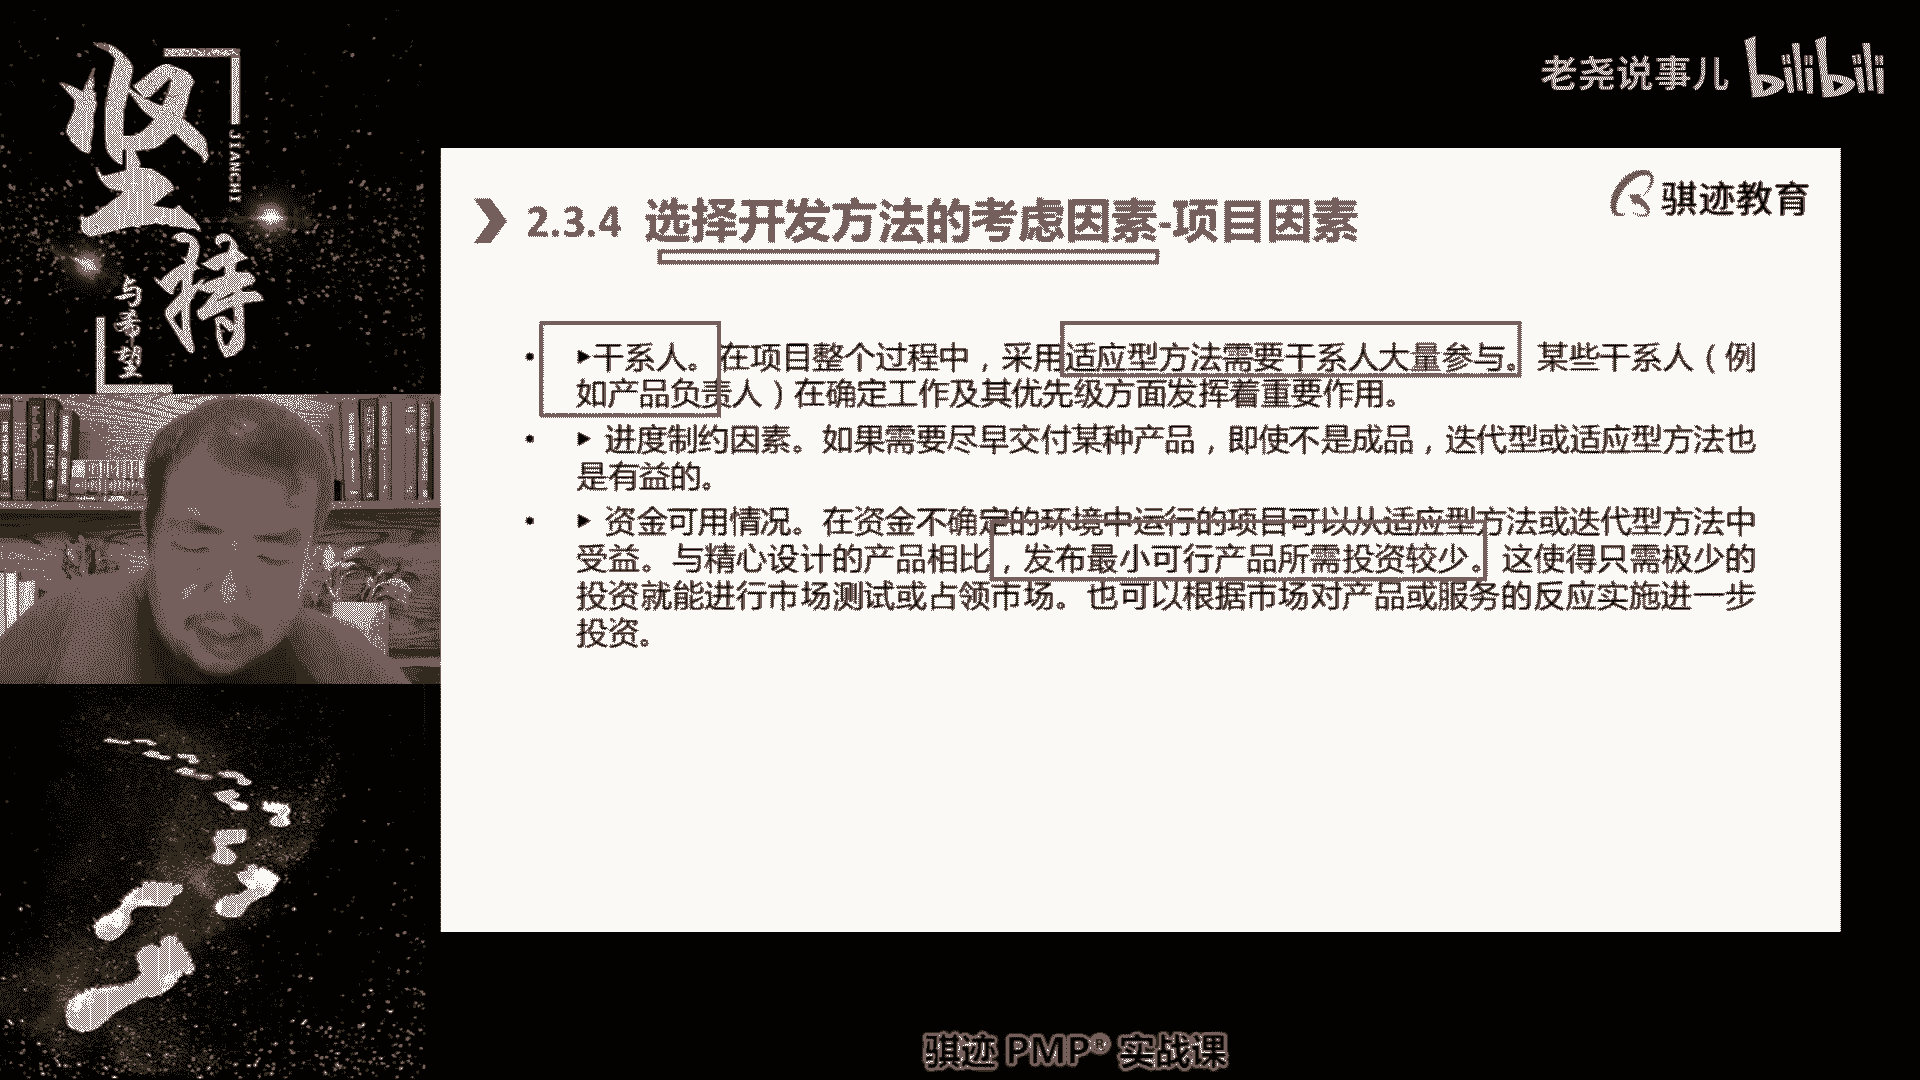 坚持
JIANCHI
与希望
老尧说事儿 bilibili
骐迹教育
2.3.4 选择开发方法的考虑因素-项目因素
• ▸干系人。在项目整个过程中，采用适应型方法需要干系人大量参与。某些干系人（例
如产品负责人）在确定工作及其优先级方面发挥着重要作用。
• ▸ 进度制约因素。如果需要尽早交付某种产品，即使不是成品，迭代型或适应型方法也
是有益的。
• ▸ 资金可用情况。在资金不确定的环境中运行的项目可以从适应型方法或迭代型方法中
受益。与精心设计的产品相比，发布最小可行产品所需投资较少。这使得只需极少的
投资就能进行市场测试或占领市场。也可以根据市场对产品或服务的反应实施进一步
投资。
骐迹 PMP® 实战课